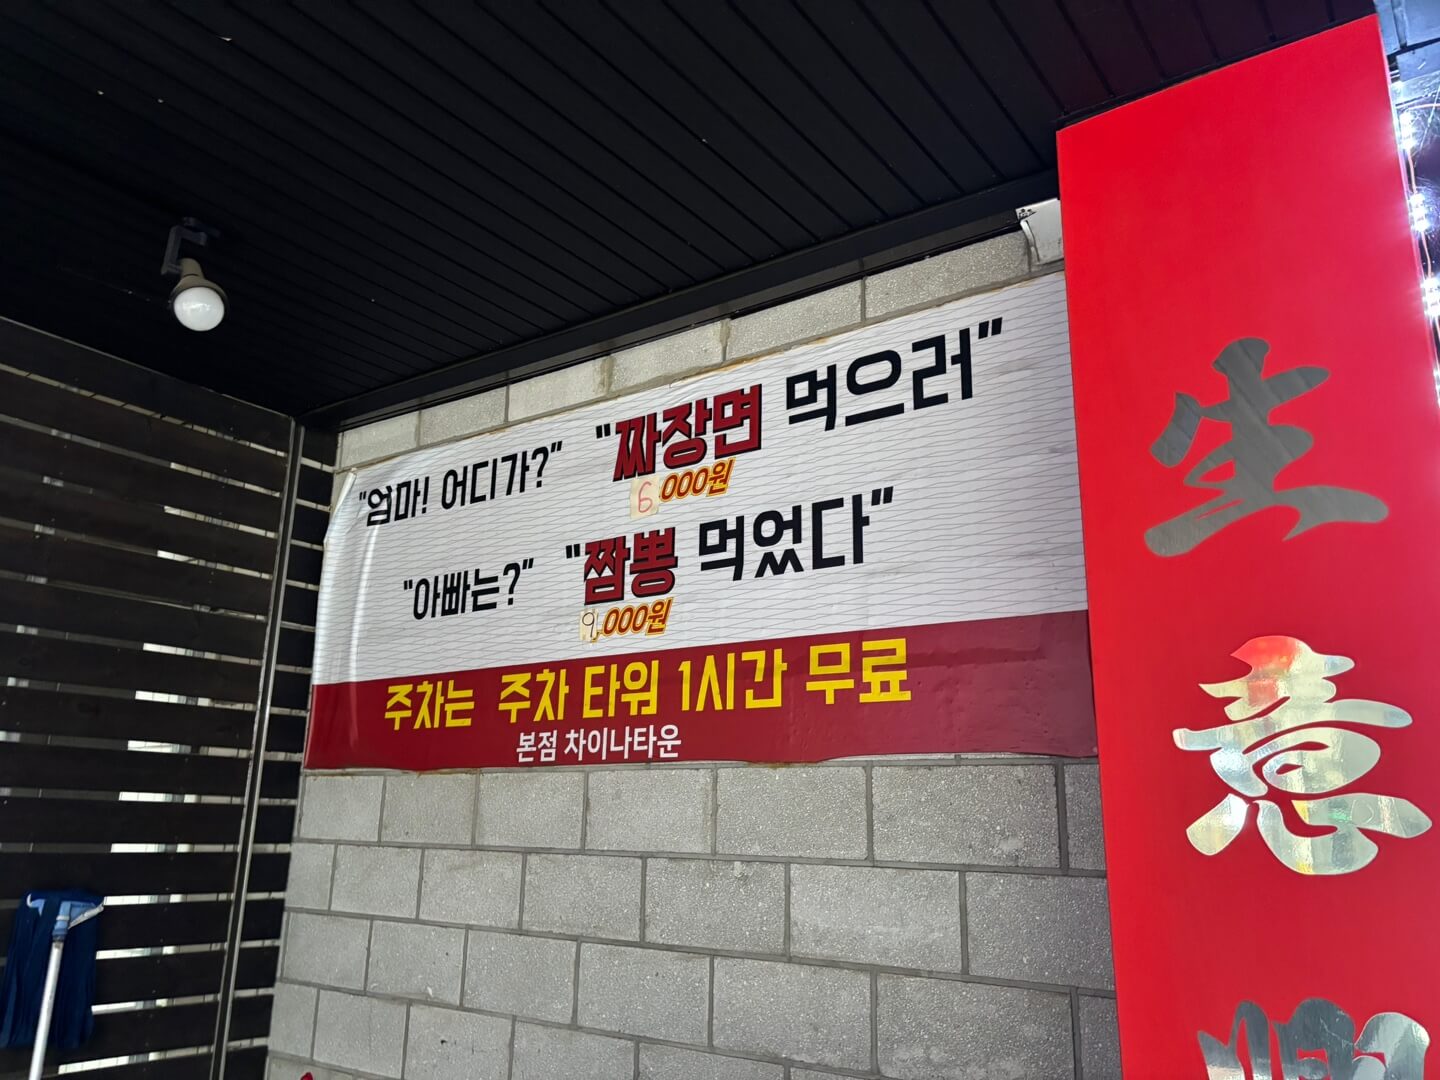 "엄마! 어디가?" "짜장면 먹으러"
6,000원
"아빠는?" "짬뽕 먹었다"
9,000원
주차는 주차 타워 1시간 무료
본점 차이나타운
生
意